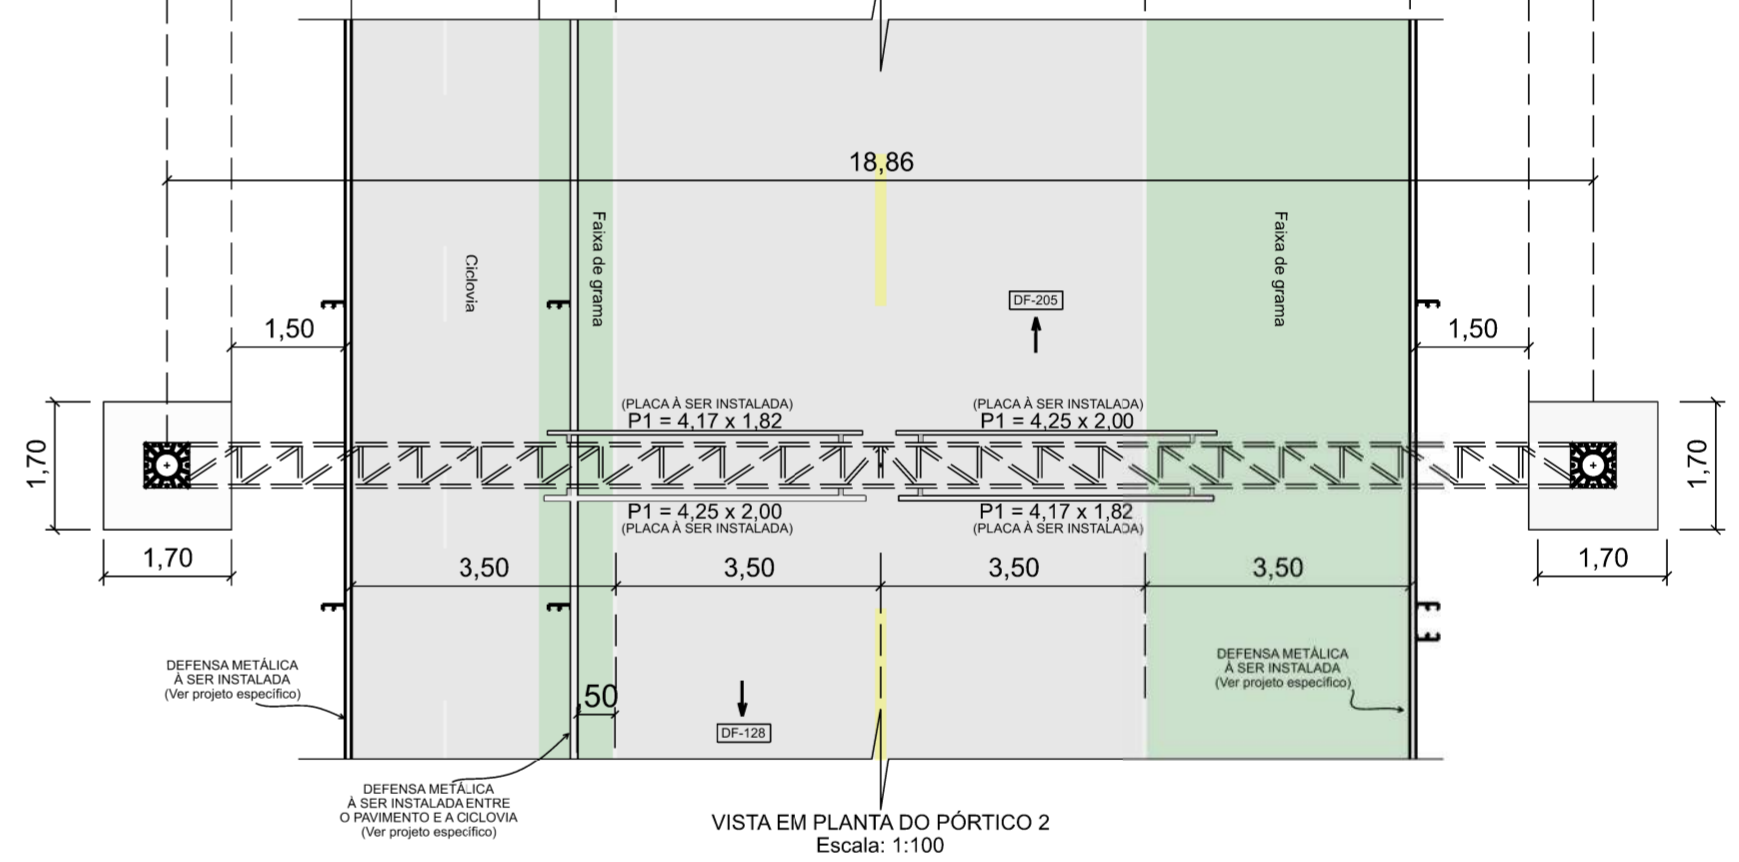 18,86
Ciclovia
Faixa de grama
Faixa de grama
DF-205
1,50
1,50
(PLACA À SER INSTALADA)
P1 = 4,17 x 1,82
(PLACA À SER INSTALADA)
P1 = 4,25 x 2,00
1,70
1,70
P1 = 4,25 x 2,00
(PLACA À SER INSTALADA)
P1 = 4,17 x 1,82
(PLACA À SER INSTALADA)
1,70
3,50
3,50
3,50
3,50
1,70
DEFENSA METÁLICA
À SER INSTALADA
(Ver projeto específico)
DEFENSA METÁLICA
À SER INSTALADA
(Ver projeto específico)
,50
DF-128
DEFENSA METÁLICA
À SER INSTALADA ENTRE
O PAVIMENTO E A CICLOVIA
(Ver projeto específico)
VISTA EM PLANTA DO PÓRTICO 2
Escala: 1:100